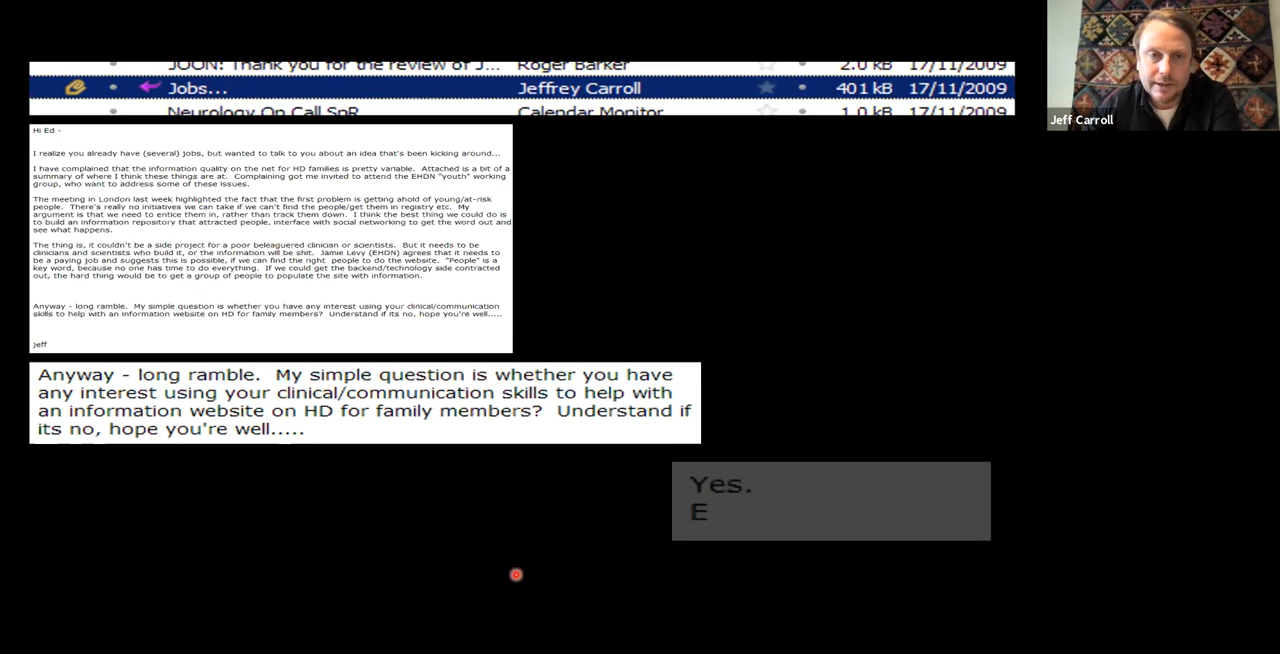 JOON: Thank you for the review of J... Roger Barker 2.0 kB 17/11/2009
Jobs... Jeffrey Carroll 401 kB 17/11/2009
Neurology On Call SpR Calendar Monitor 1.0 kB 17/11/2009
Jeff Carroll
Hi Ed -
I realize you already have (several) jobs, but wanted to talk to you about an idea that's been kicking around...
I have complained that the information quality on the net for HD families is pretty variable. Attached is a bit of a
summary of where I think these things are at. Complaining got me invited to attend the EHDN "youth" working
group, who want to address some of these issues.
The meeting in London last week highlighted the fact that the first problem is getting ahold of young/at-risk
people. There's really no initiatives we can take if we can't find the people/get them in registry etc. My
argument is that we need to entice them in, rather than track them down. I think the best thing we could do is
to build an information repository that attracted people, interface with social networking to get the word out and
see what happens.
The thing is, it couldn't be a side project for a poor beleaguered clinician or scientists. But it needs to be
clinicians and scientists who build it, or the information will be shit. Jamie Levy (EHDN) agrees that it needs to
be a paying job and suggests this is possible, if we can find the right people to do the website. "People" is a
key word, because no one has time to do everything. If we could get the backend/technology side contracted
out, the hard thing would be to get a group of people to populate the site with information.
Anyway - long ramble. My simple question is whether you have any interest using your clinical/communication
skills to help with an information website on HD for family members? Understand if its no, hope you're well.....
jeff
Anyway - long ramble. My simple question is whether you have
any interest using your clinical/communication skills to help with
an information website on HD for family members? Understand if
its no, hope you're well.....
Yes.
E